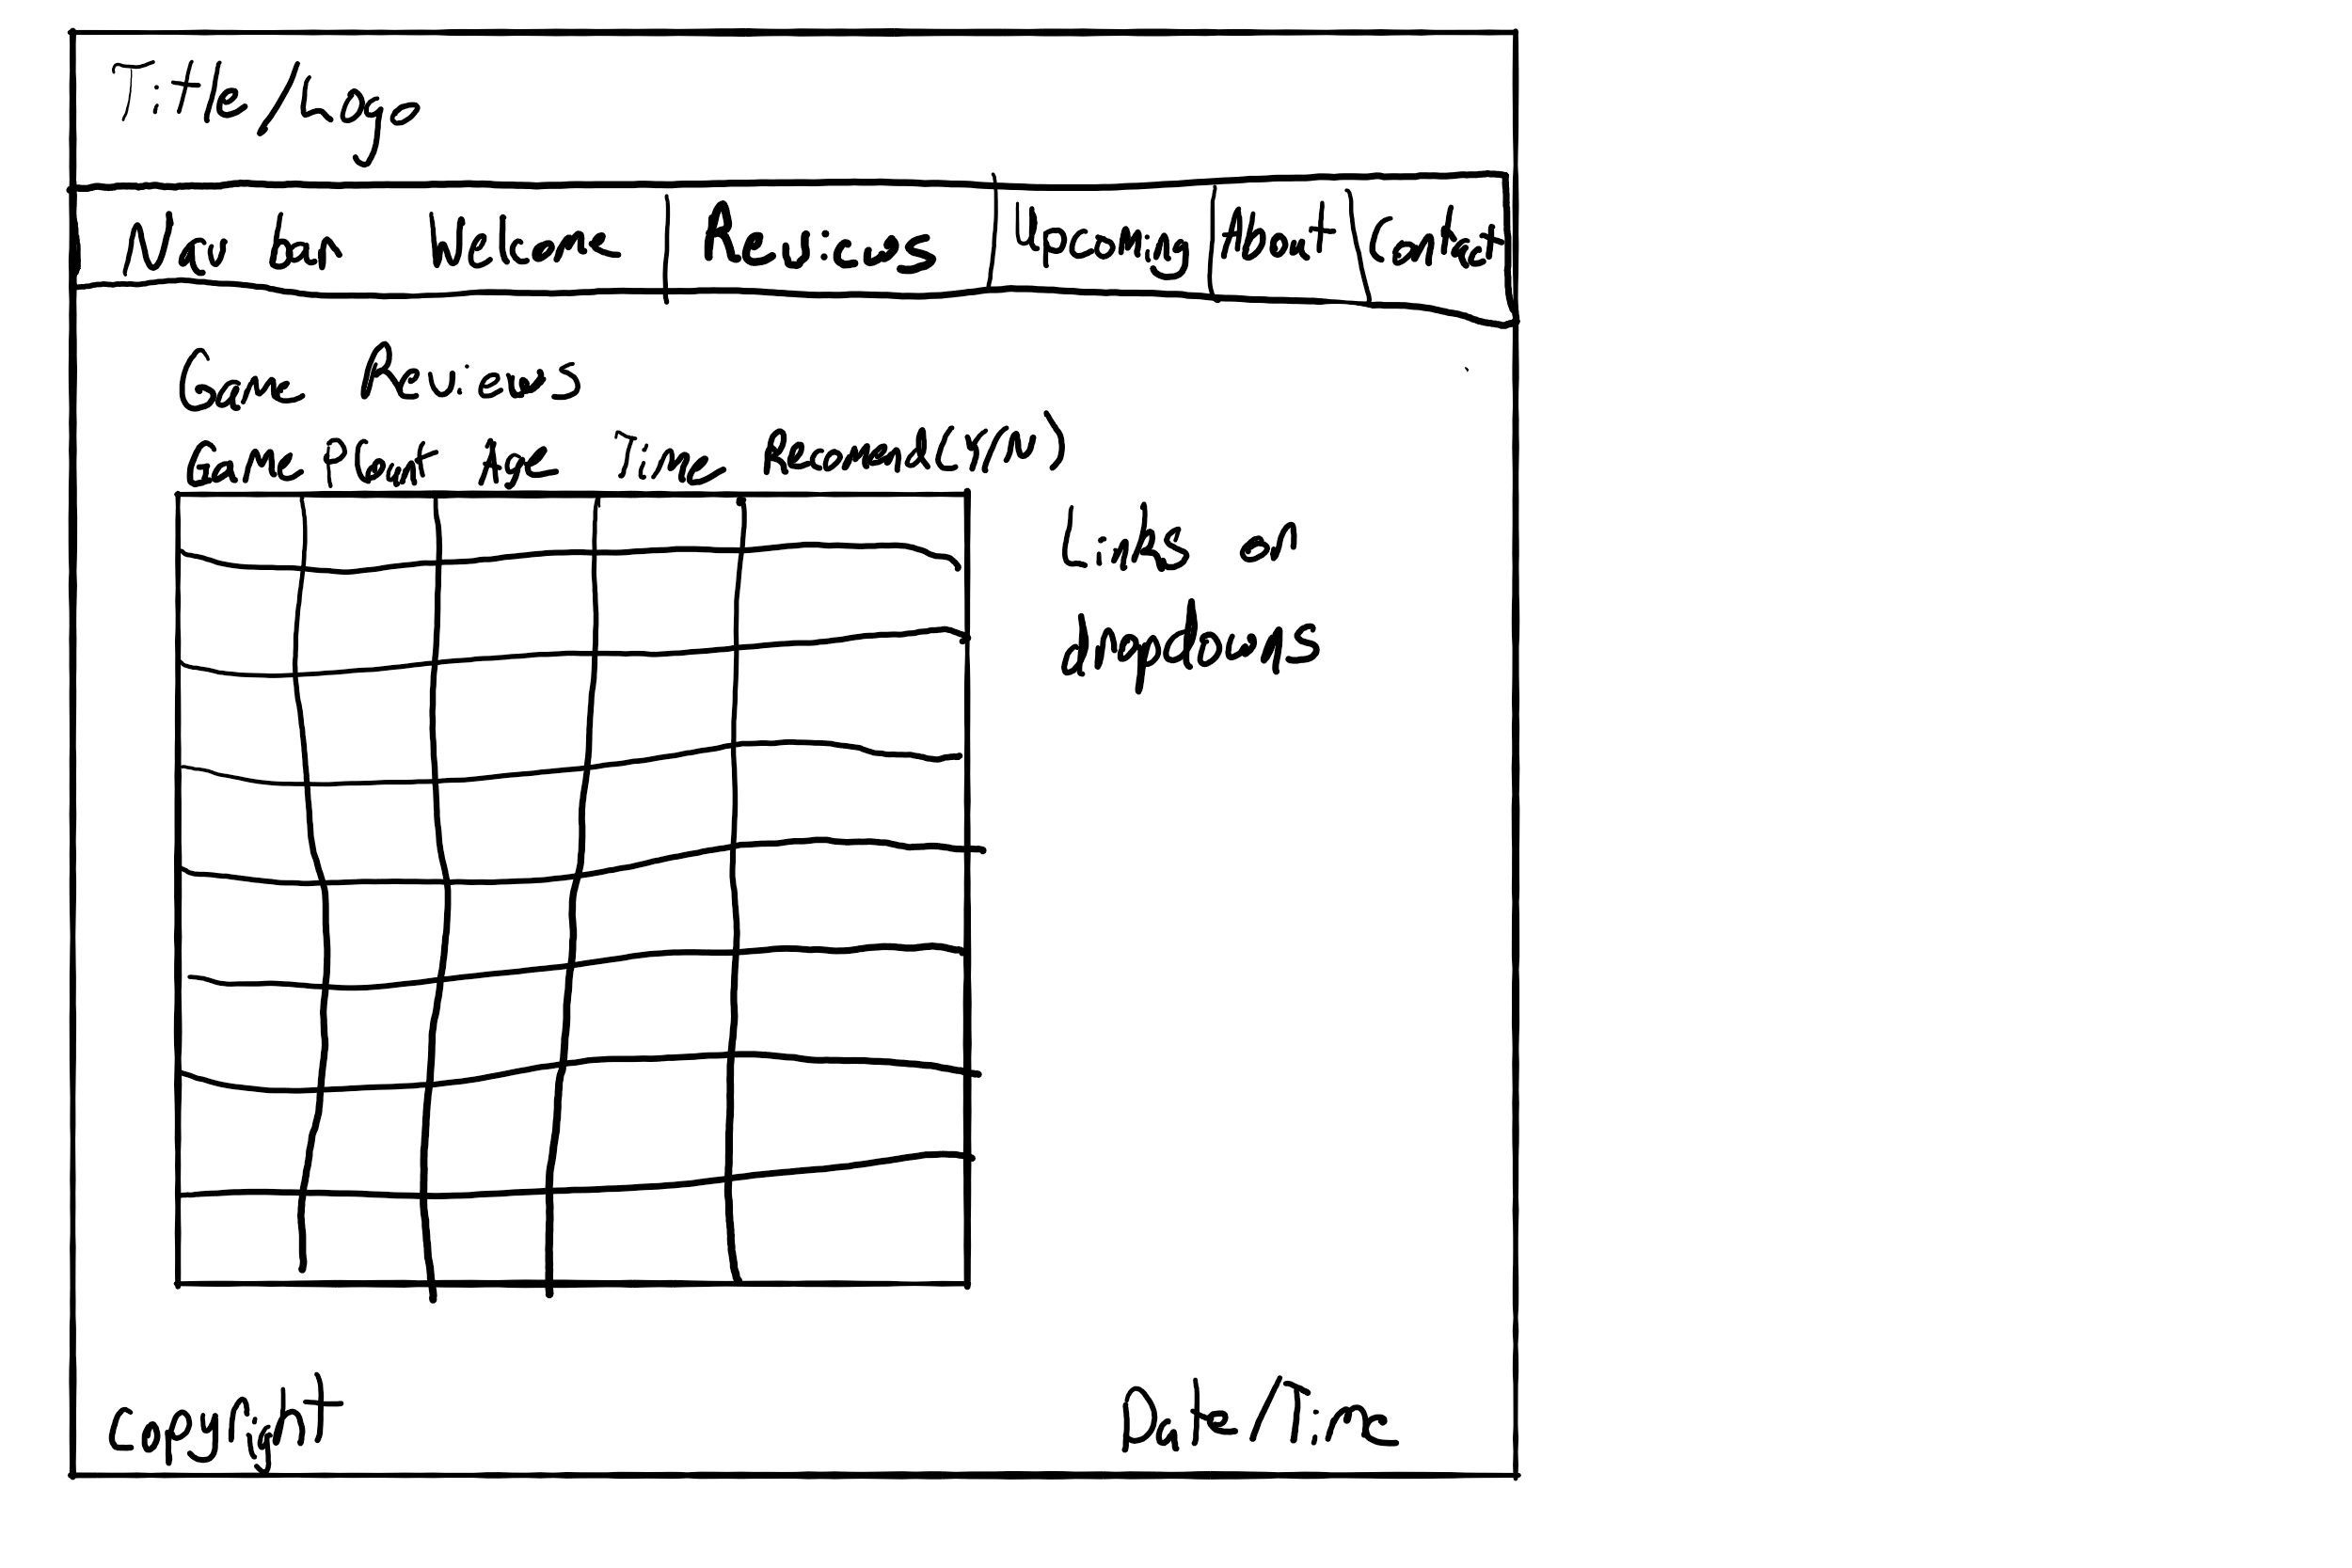 Title/Logo
Nav bar Welcome Reviews Upcoming About Contact
Game Reviews
Game Pcount Age Time Recomend(Y/N)
Links on
dropdowns
Copyright Date/Time